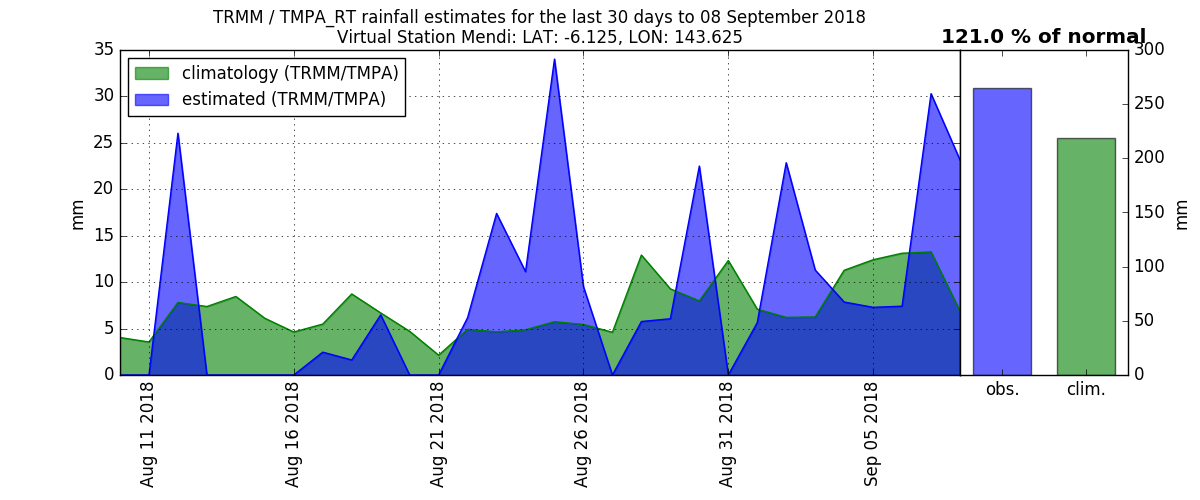 TRMM / TMPA_RT rainfall estimates for the last 30 days to 08 September 2018
Virtual Station Mendi: LAT: -6.125, LON: 143.625
121.0 % of normal
climatology (TRMM/TMPA)
estimated (TRMM/TMPA)
mm
35
30
25
20
15
10
5
0
Aug 11 2018
Aug 16 2018
Aug 21 2018
Aug 26 2018
Aug 31 2018
Sep 05 2018
300
250
200
150
100
50
0
mm
obs.
clim.